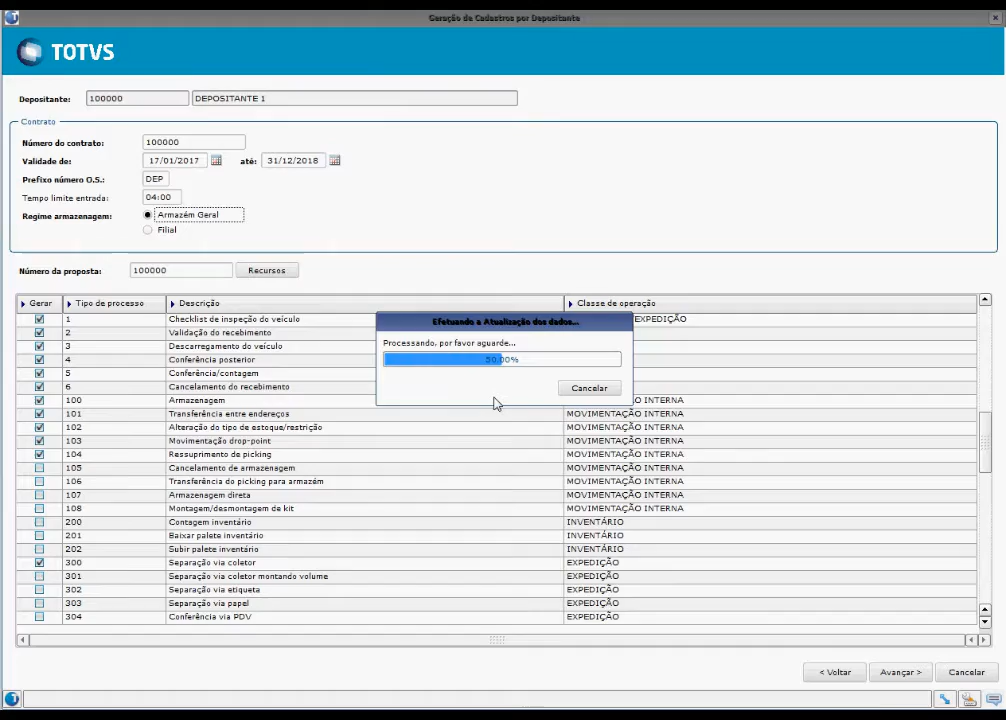 Geração de Cadastros por Depositante
TOTVS
Depositante: 100000 DEPOSITANTE 1
Contrato
Número do contrato: 100000
Validade de: 17/01/2017 até: 31/12/2018
Prefixo número O.S.: DEP
Tempo limite entrada: 04:00
Regime armazenagem: Armazém Geral
Filial
Número da proposta: 100000 Recursos
Gerar Tipo de processo Descrição Classe de operação
1 Checklist de inspeção do veículo EXPEDIÇÃO
2 Validação do recebimento
3 Descarregamento do veículo
4 Conferência posterior
5 Conferência/contagem
6 Cancelamento do recebimento
Efetuando a Atualização dos dados...
Processando, por favor aguarde...
50.00%
Cancelar
100 Armazenagem MOVIMENTAÇÃO INTERNA
101 Transferência entre endereços MOVIMENTAÇÃO INTERNA
102 Alteração do tipo de estoque/restrição MOVIMENTAÇÃO INTERNA
103 Movimentação drop-point MOVIMENTAÇÃO INTERNA
104 Ressuprimento de picking MOVIMENTAÇÃO INTERNA
105 Cancelamento de armazenagem MOVIMENTAÇÃO INTERNA
106 Transferência do picking para armazém MOVIMENTAÇÃO INTERNA
107 Armazenagem direta MOVIMENTAÇÃO INTERNA
108 Montagem/desmontagem de kit MOVIMENTAÇÃO INTERNA
200 Contagem inventário INVENTÁRIO
201 Baixar palete inventário INVENTÁRIO
202 Subir palete inventário INVENTÁRIO
300 Separação via coletor EXPEDIÇÃO
301 Separação via coletor montando volume EXPEDIÇÃO
302 Separação via etiqueta EXPEDIÇÃO
303 Separação via papel EXPEDIÇÃO
304 Conferência via PDV EXPEDIÇÃO
< Voltar Avançar > Cancelar